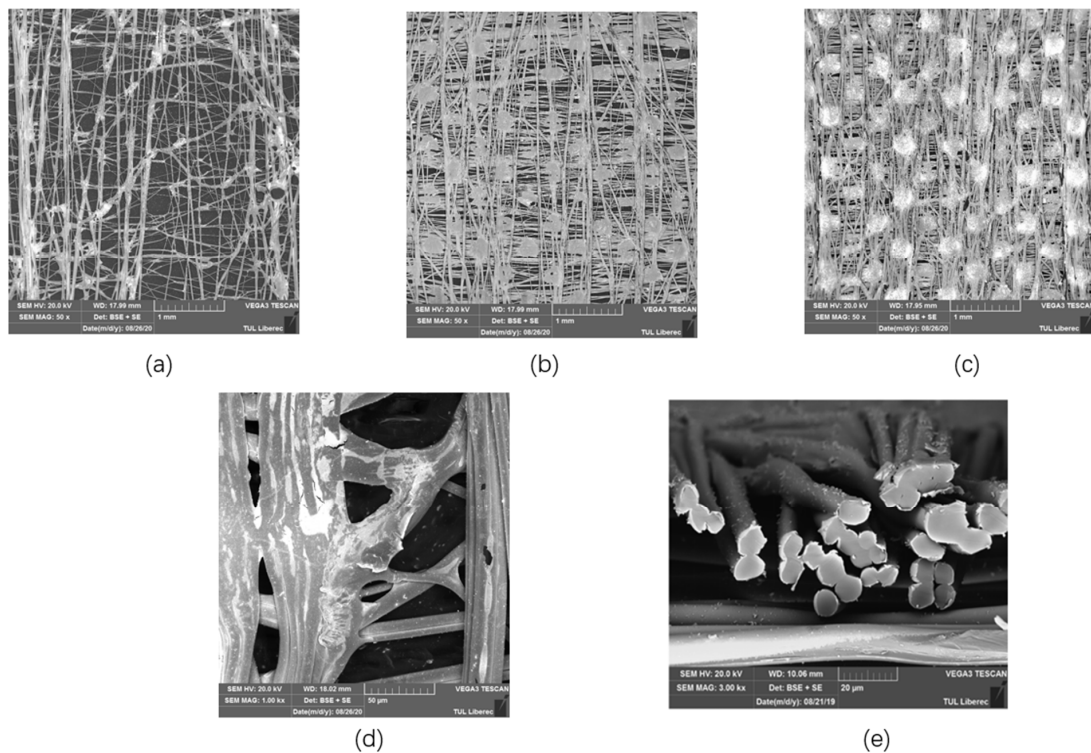 SEM HV: 20.0 kV WD: 17.99 mm VEGA3 TESCAN
SEM MAG: 50 x Det: BSE + SE 1 mm
Date(m/d/y): 08/26/20 TUL Liberec
(a)
SEM HV: 20.0 kV WD: 17.99 mm VEGA3 TESCAN
SEM MAG: 50 x Det: BSE + SE 1 mm
Date(m/d/y): 08/26/20 TUL Liberec
(b)
SEM HV: 20.0 kV WD: 17.95 mm VEGA3 TESCAN
SEM MAG: 50 x Det: BSE + SE 1 mm
Date(m/d/y): 08/26/20 TUL Liberec
(c)
SEM HV: 20.0 kV WD: 18.02 mm VEGA3 TESCAN
SEM MAG: 1.00 kx Det: BSE + SE 50 µm
Date(m/d/y): 08/26/20 TUL Liberec
(d)
SEM HV: 20.0 kV WD: 10.06 mm VEGA3 TESCAN
SEM MAG: 3.00 kx Det: BSE + SE 20 µm
Date(m/d/y): 08/21/19 TUL Liberec
(e)